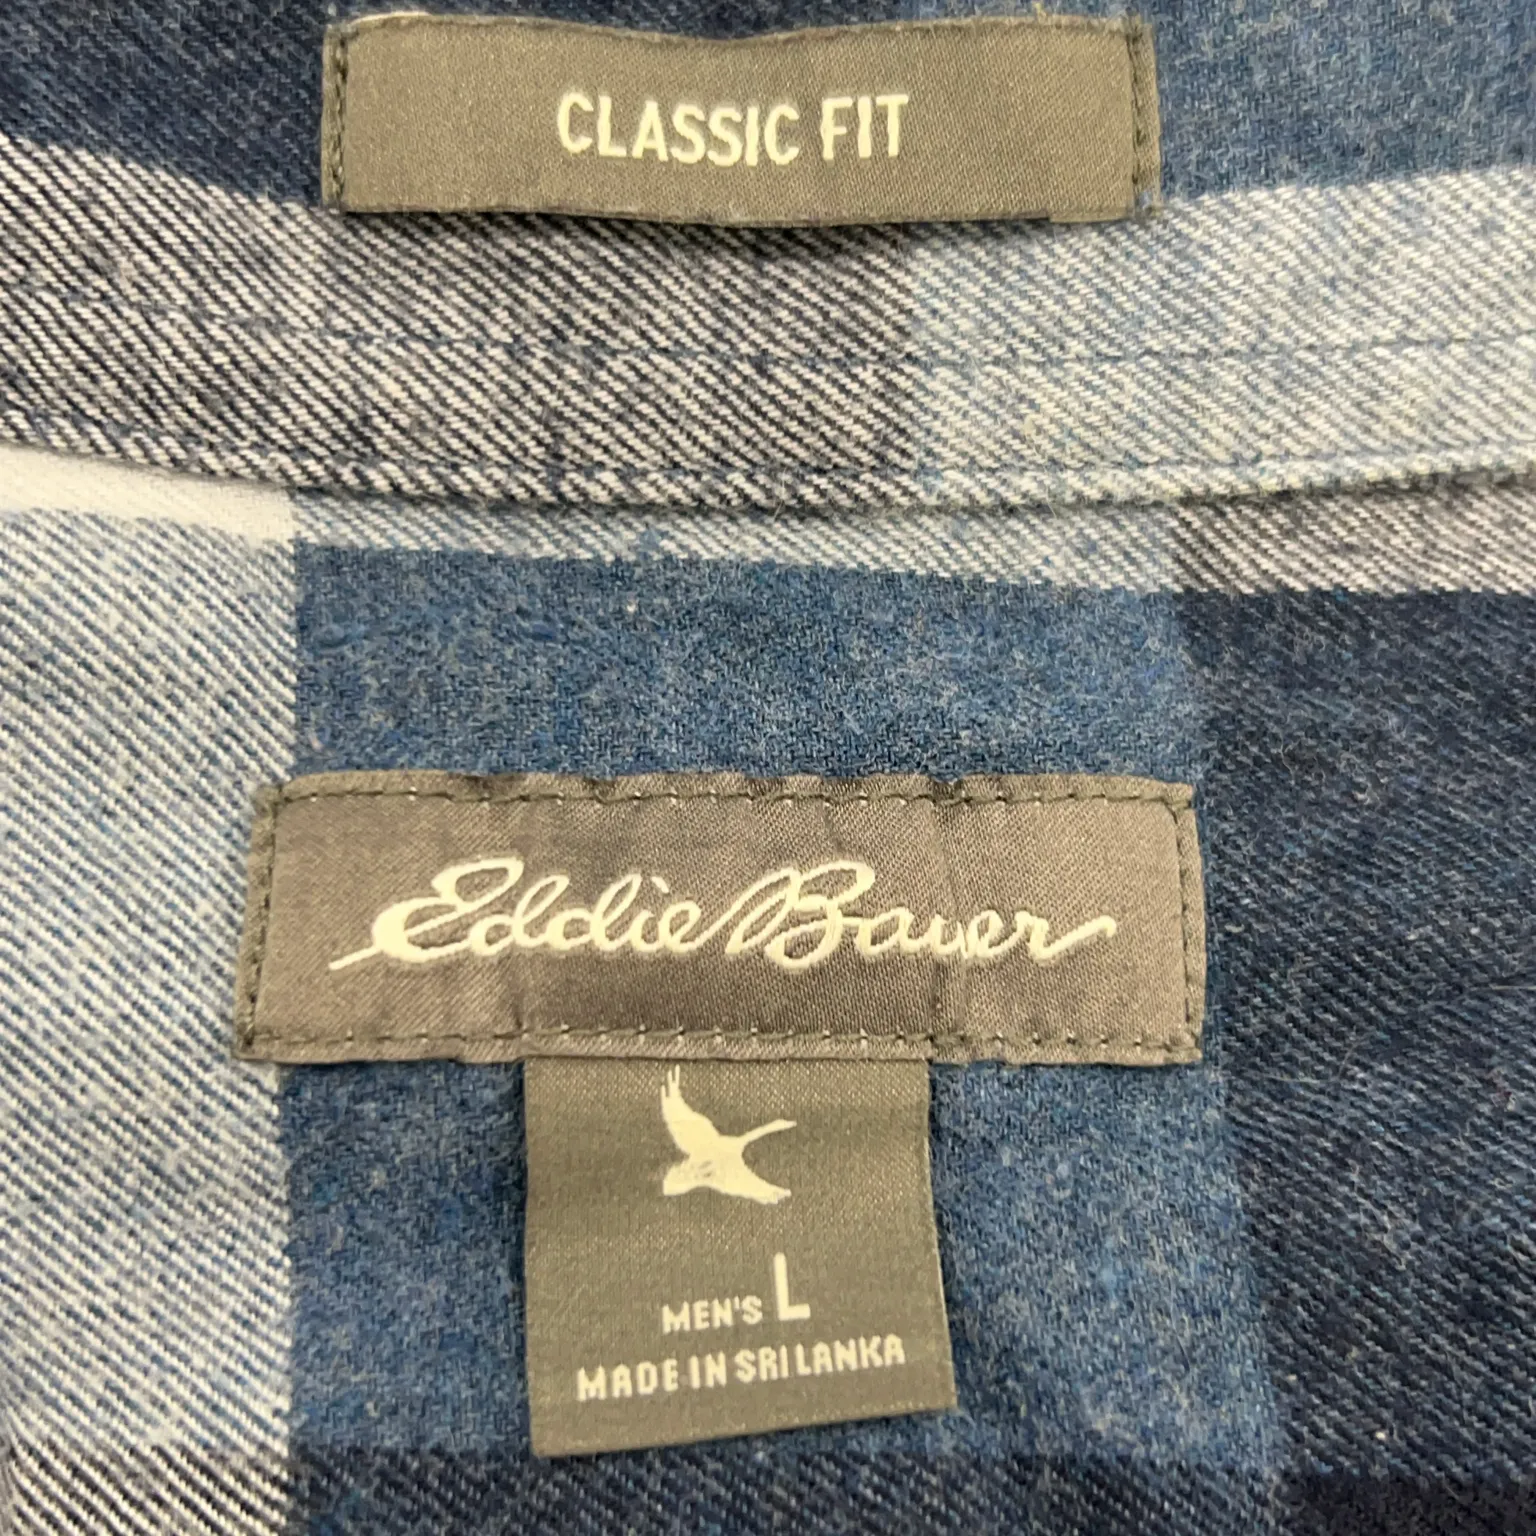 CLASSIC FIT
Eddie Bauer
MEN'S L
MADE IN SRI LANKA